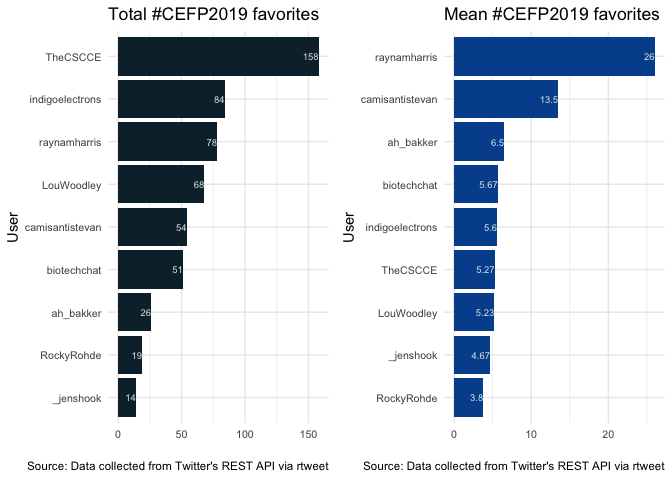 Total #CEFP2019 favorites
User
TheCSCCE 158
indigoelectrons 84
raynamharris 78
LouWoodley 68
camisantistevan 54
biotechchat 51
ah_bakker 26
RockyRohde 19
_jenshook 14
0 50 100 150
Source: Data collected from Twitter's REST API via rtweet
Mean #CEFP2019 favorites
User
raynamharris 26
camisantistevan 13.5
ah_bakker 6.5
biotechchat 5.67
indigoelectrons 5.6
TheCSCCE 5.27
LouWoodley 5.23
_jenshook 4.67
RockyRohde 3.8
0 10 20
Source: Data collected from Twitter's REST API via rtweet